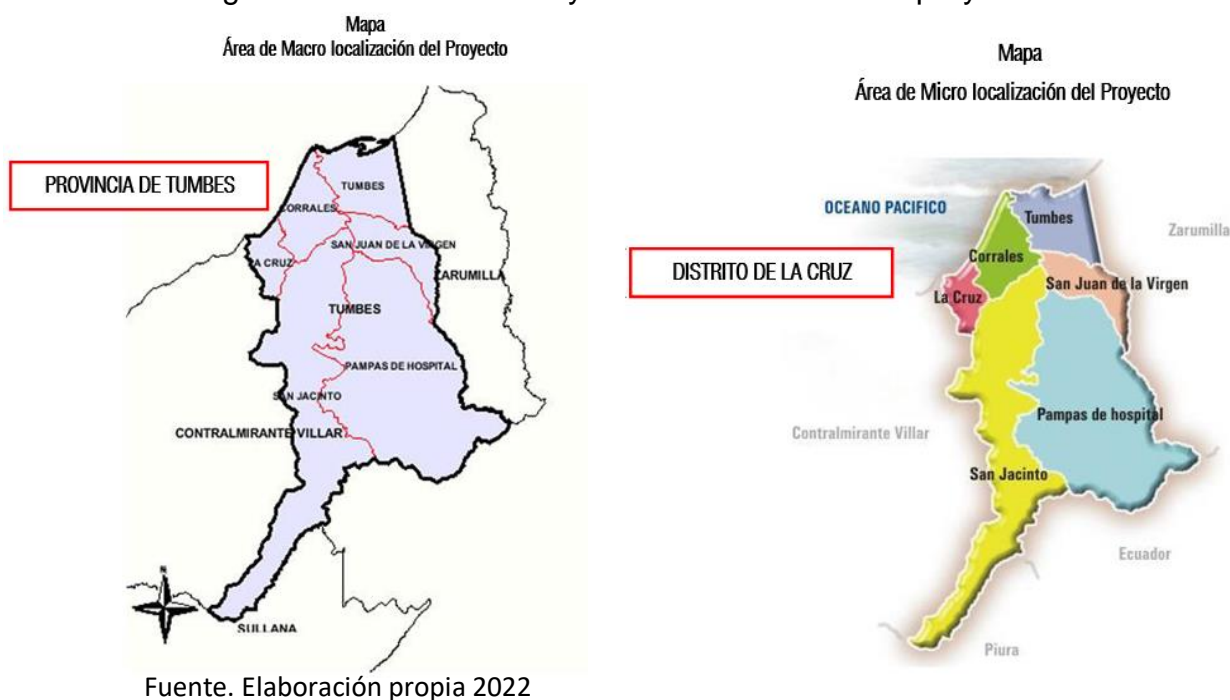 Mapa
Área de Macro localización del Proyecto
PROVINCIA DE TUMBES
TUMBES
CORRALES
SAN JUAN DE LA VIRGEN
LA CRUZ
ZARUMILLA
TUMBES
PAMPAS DE HOSPITAL
SAN JACINTO
CONTRALMIRANTE VILLAR
N
SULLANA
Fuente. Elaboración propia 2022
Mapa
Área de Micro localización del Proyecto
OCEANO PACIFICO
Tumbes
Zarumilla
Corrales
DISTRITO DE LA CRUZ
San Juan de la Virgen
La Cruz
Pampas de hospital
Contralmirante Villar
San Jacinto
Ecuador
Piura